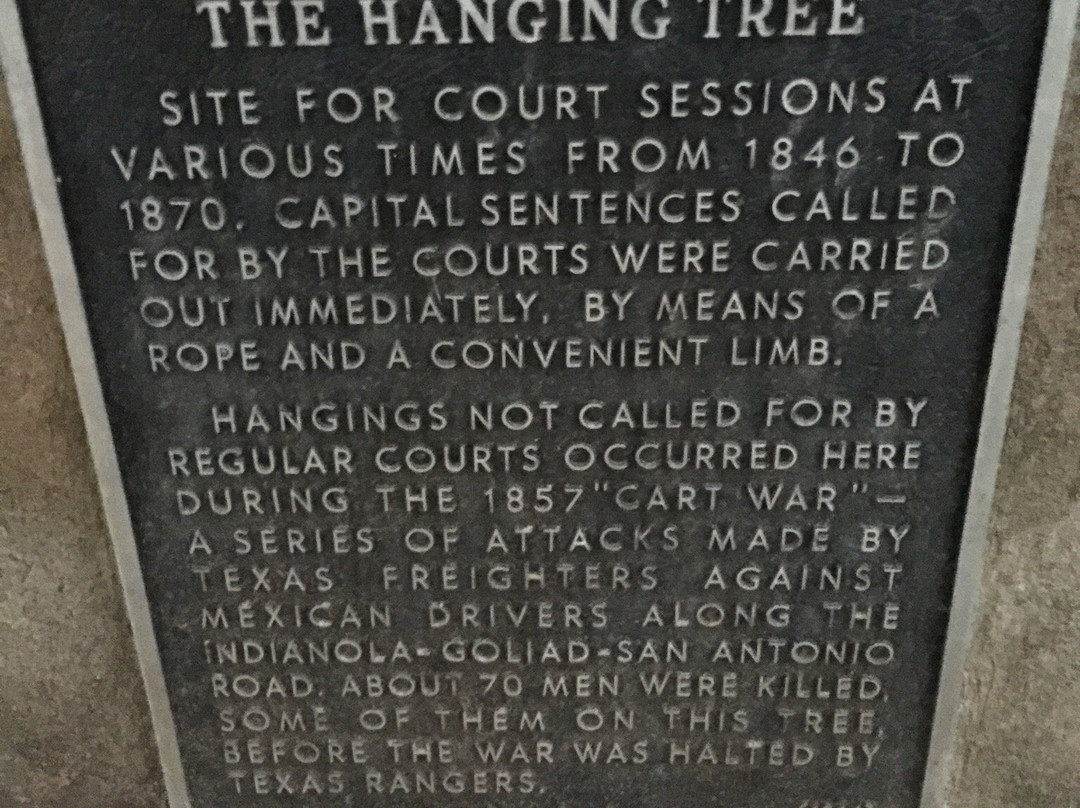 THE HANGING TREE
SITE FOR COURT SESSIONS AT
VARIOUS TIMES FROM 1846 TO
1870. CAPITAL SENTENCES CALLED
FOR BY THE COURTS WERE CARRIED
OUT IMMEDIATELY, BY MEANS OF A
ROPE AND A CONVENIENT LIMB.
HANGINGS NOT CALLED FOR BY
REGULAR COURTS OCCURRED HERE
DURING THE 1857 "CART WAR"—
A SERIES OF ATTACKS MADE BY
TEXAS FREIGHTERS AGAINST
MEXICAN DRIVERS ALONG THE
INDIANOLA-GOLIAD-SAN ANTONIO
ROAD. ABOUT 70 MEN WERE KILLED,
SOME OF THEM ON THIS TREE,
BEFORE THE WAR WAS HALTED BY
TEXAS RANGERS.